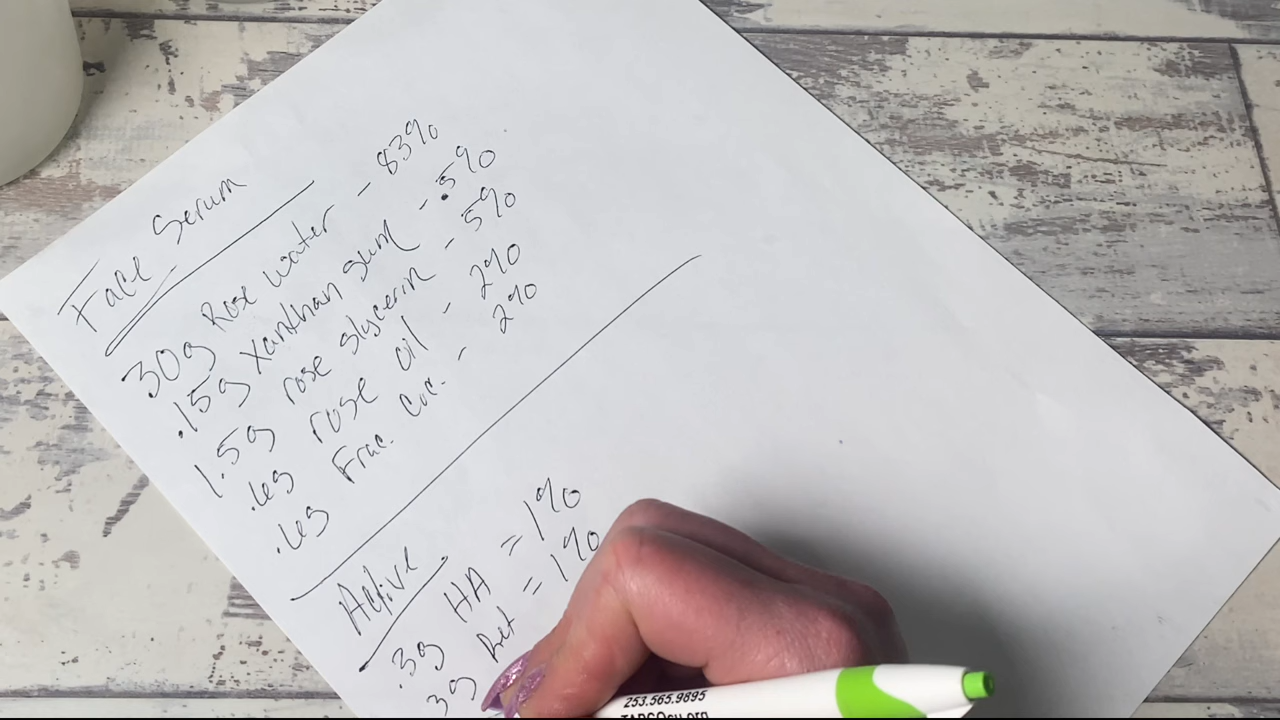 Face Serum
30g Rose water - 83%
.15g Xanthan gum - .5%
1.5g rose glycerin - 5%
.6g rose oil - 2%
.6g Frac. Coc. - 2%
Active
.3g HA = 1%
.3g Ret = 1%
253.565.9895